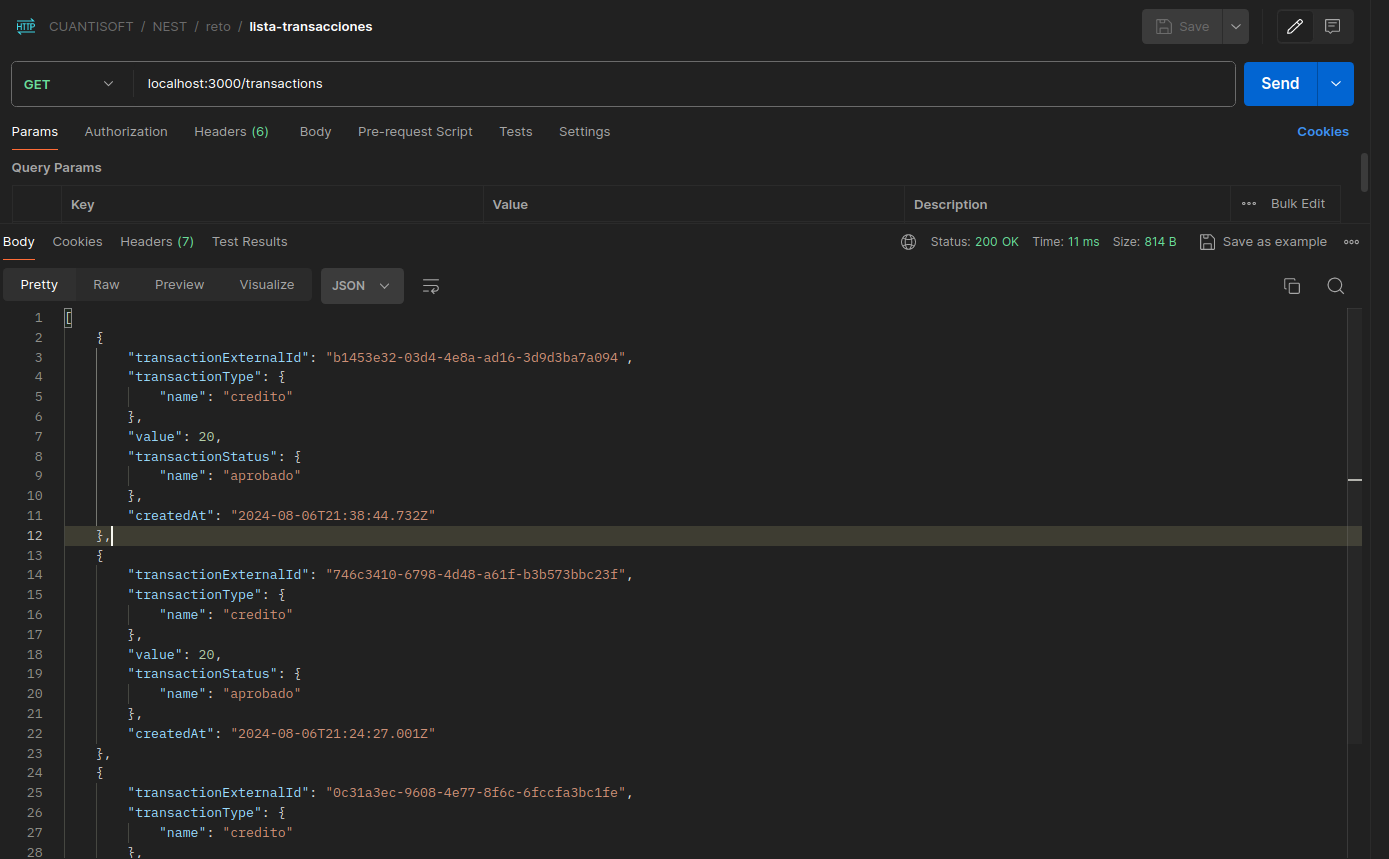 HTTP CUANTISOFT / NEST / reto / lista-transacciones Save
GET localhost:3000/transactions Send
Params Authorization Headers (6) Body Pre-request Script Tests Settings Cookies
Query Params
Key Value Description Bulk Edit
Body Cookies Headers (7) Test Results Status: 200 OK Time: 11 ms Size: 814 B Save as example
Pretty Raw Preview Visualize JSON
1 [
2 {
3 "transactionExternalId": "b1453e32-03d4-4e8a-ad16-3d9d3ba7a094",
4 "transactionType": {
5 "name": "credito"
6 },
7 "value": 20,
8 "transactionStatus": {
9 "name": "aprobado"
10 },
11 "createdAt": "2024-08-06T21:38:44.732Z"
12 },
13 {
14 "transactionExternalId": "746c3410-6798-4d48-a61f-b3b573bbc23f",
15 "transactionType": {
16 "name": "credito"
17 },
18 "value": 20,
19 "transactionStatus": {
20 "name": "aprobado"
21 },
22 "createdAt": "2024-08-06T21:24:27.001Z"
23 },
24 {
25 "transactionExternalId": "0c31a3ec-9608-4e77-8f6c-6fccfa3bc1fe",
26 "transactionType": {
27 "name": "credito"
28 },